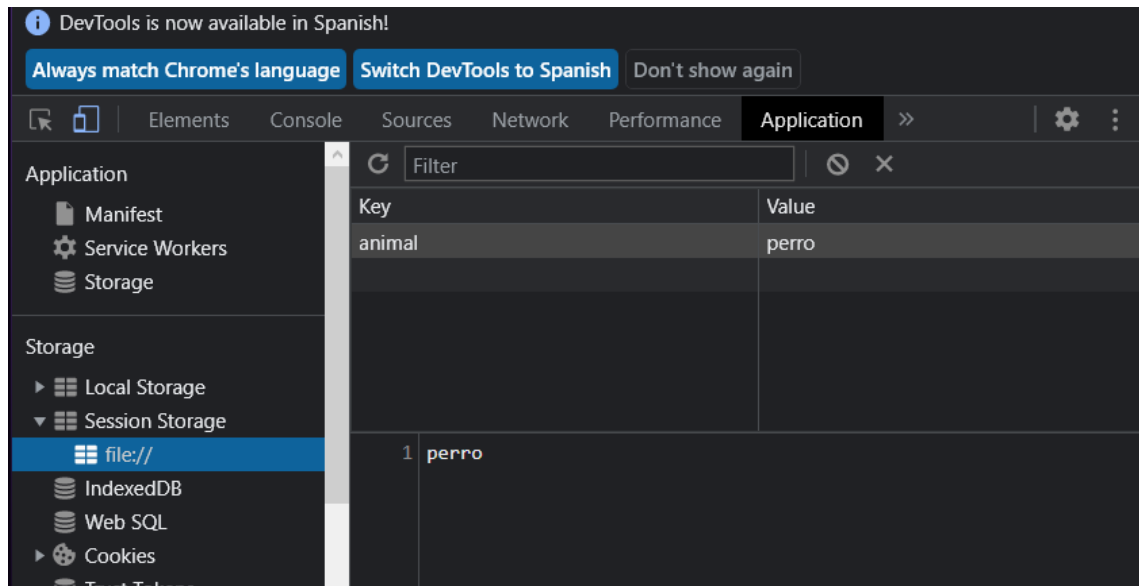 DevTools is now available in Spanish!
Always match Chrome's language Switch DevTools to Spanish Don't show again
Elements Console Sources Network Performance Application »
Application
Manifest
Service Workers
Storage
Storage
Local Storage
Session Storage
file://
IndexedDB
Web SQL
Cookies
Trust Tokens
Filter
Key Value
animal perro
1 perro